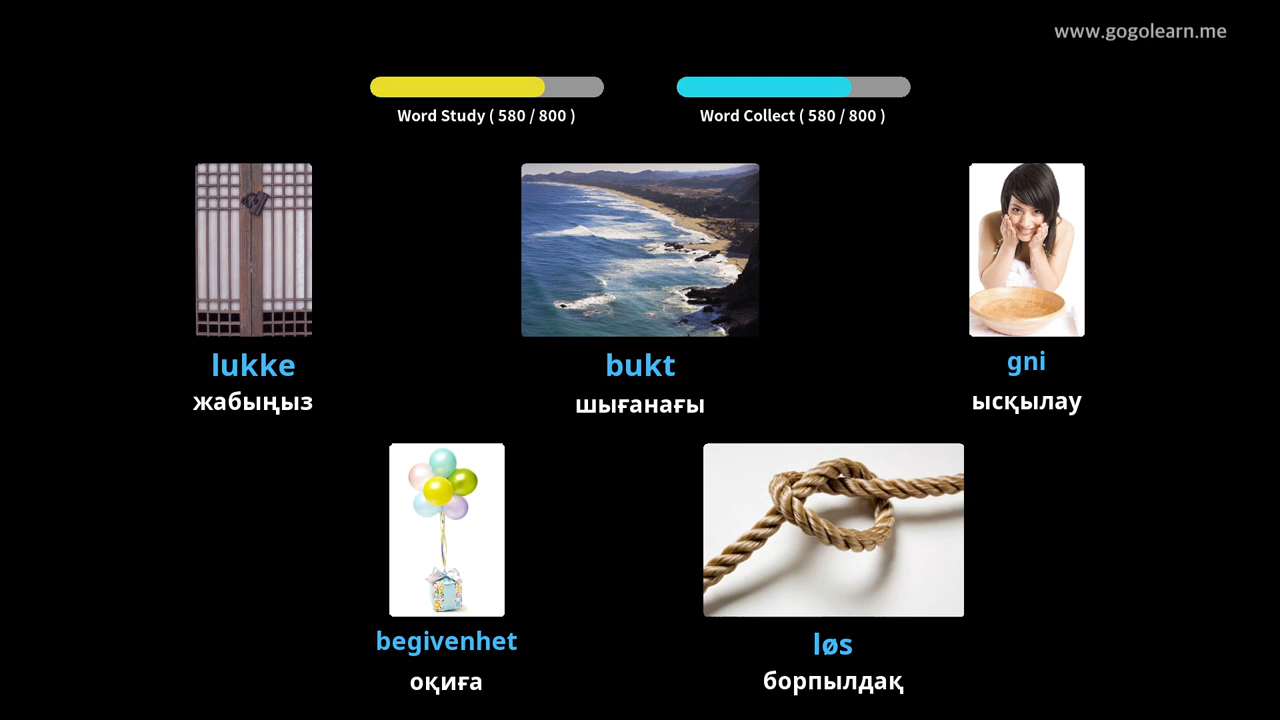 www.gogolearn.me
Word Study ( 580 / 800 )
Word Collect ( 580 / 800 )
lukke
жабыңыз
bukt
шығанағы
gni
ысқылау
begivenhet
оқиға
løs
борпылдақ